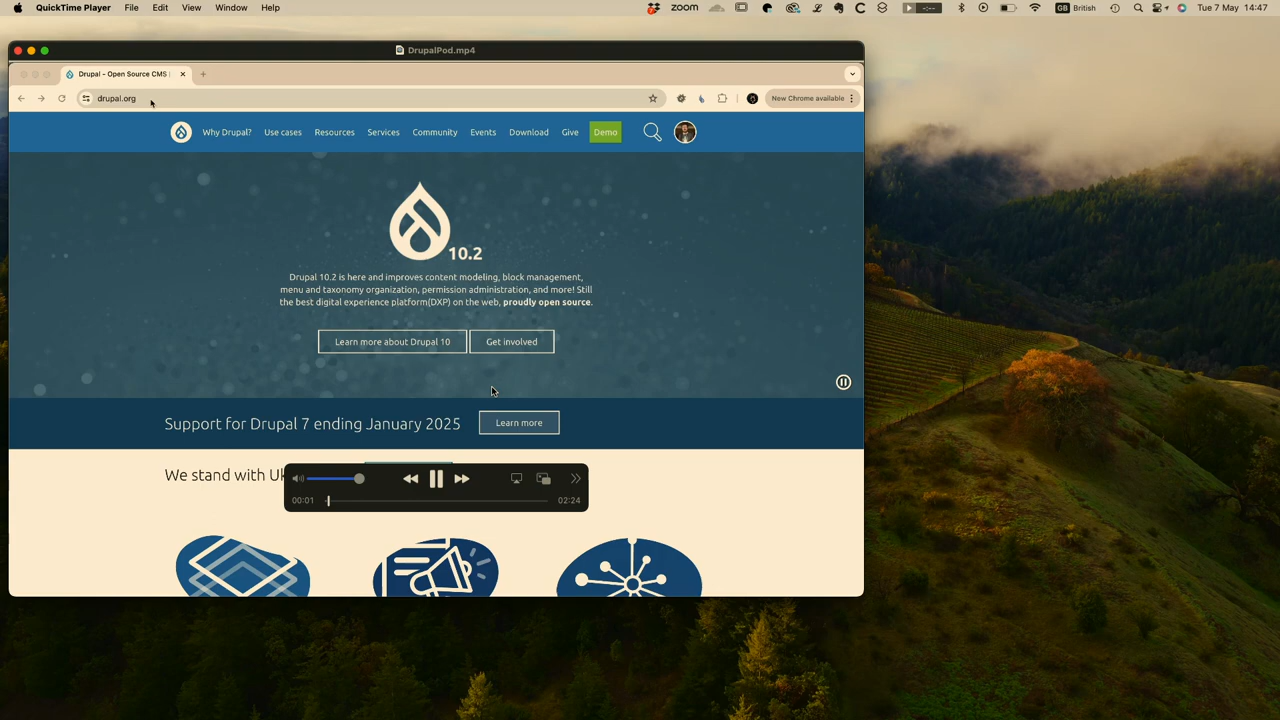 QuickTime Player File Edit View Window Help
zoom
British
Tue 7 May 14:47
DrupalPod.mp4
Drupal - Open Source CMS
drupal.org
New Chrome available
Why Drupal? Use cases Resources Services Community Events Download Give Demo
10.2
Drupal 10.2 is here and improves content modeling, block management,
menu and taxonomy organization, permission administration, and more! Still
the best digital experience platform(DXP) on the web, proudly open source.
Learn more about Drupal 10 Get involved
Support for Drupal 7 ending January 2025 Learn more
We stand with
00:01 02:24